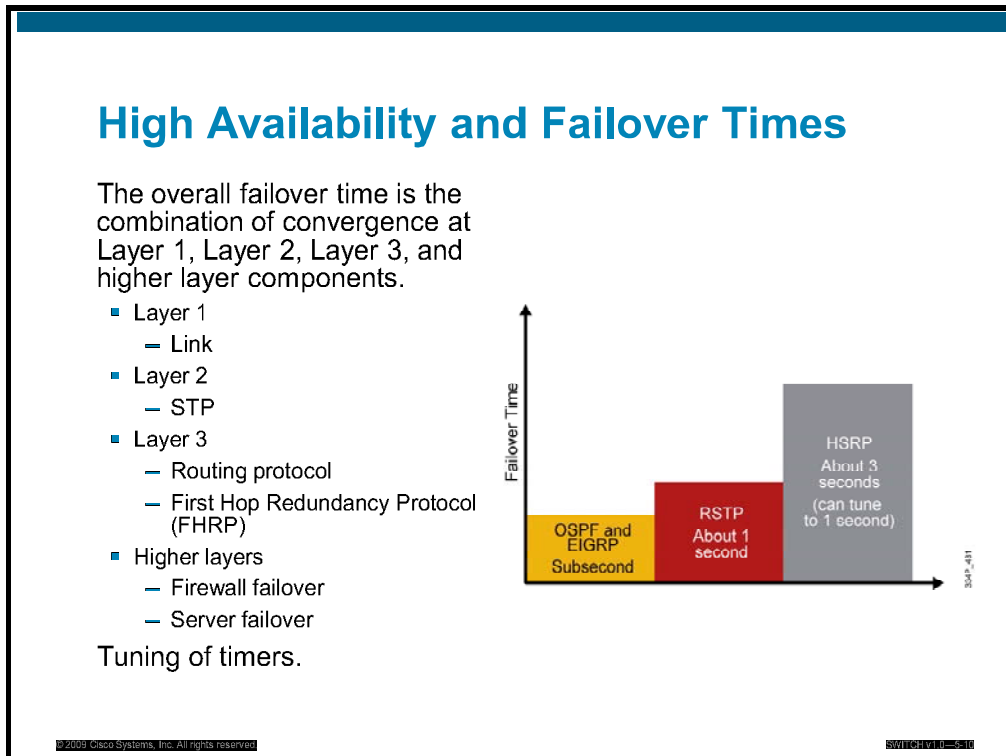 High Availability and Failover Times
The overall failover time is the
combination of convergence at
Layer 1, Layer 2, Layer 3, and
higher layer components.
▪ Layer 1
– Link
▪ Layer 2
– STP
▪ Layer 3
– Routing protocol
– First Hop Redundancy Protocol
(FHRP)
▪ Higher layers
– Firewall failover
– Server failover
Tuning of timers.
Failover Time
OSPF and
EIGRP
Subsecond
RSTP
About 1
second
HSRP
About 3
seconds
(can tune
to 1 second)
© 2009 Cisco Systems, Inc. All rights reserved.
SWITCH v1.0—5-10